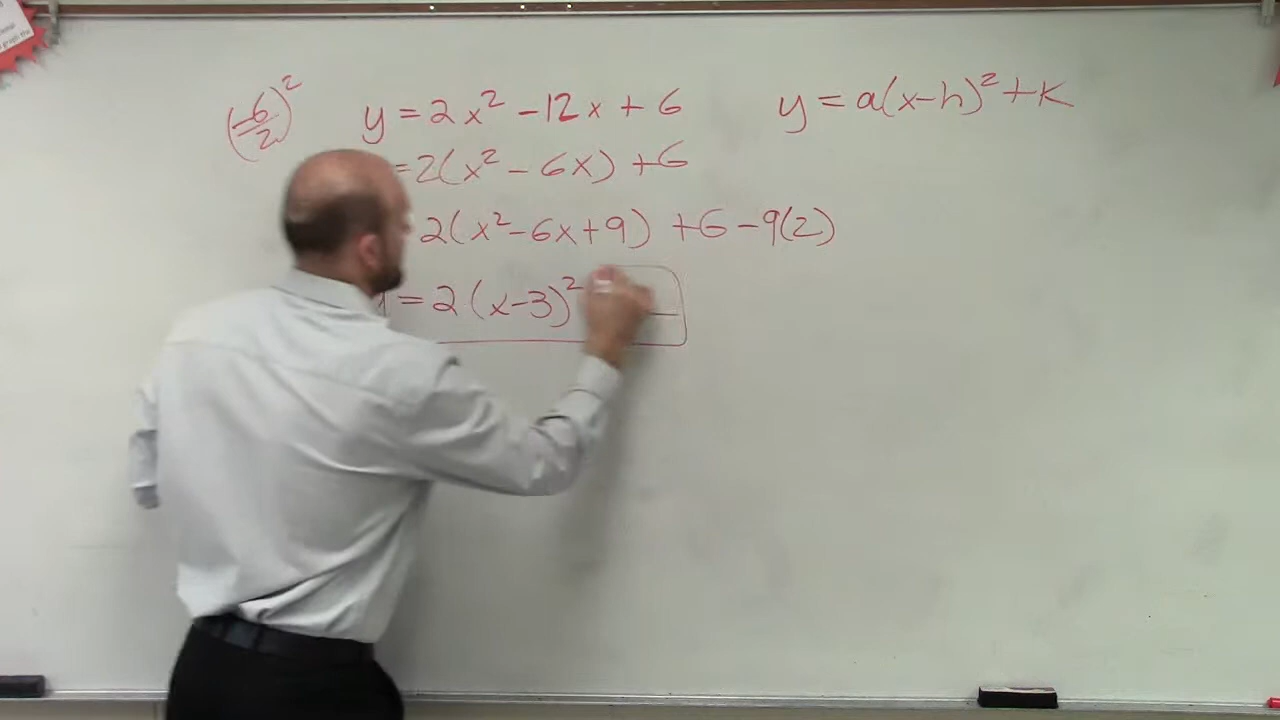 (-6/2)²
y = 2x² - 12x + 6
y = a(x-h)² + k
= 2(x² - 6x) + 6
2(x² - 6x + 9) + 6 - 9(2)
= 2(x-3)²